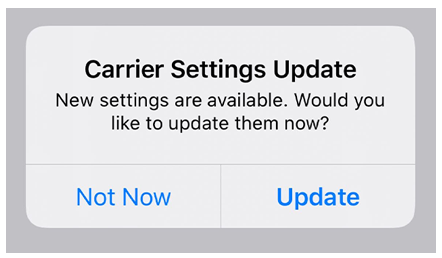 Carrier Settings Update
New settings are available. Would you
like to update them now?
Not Now
Update